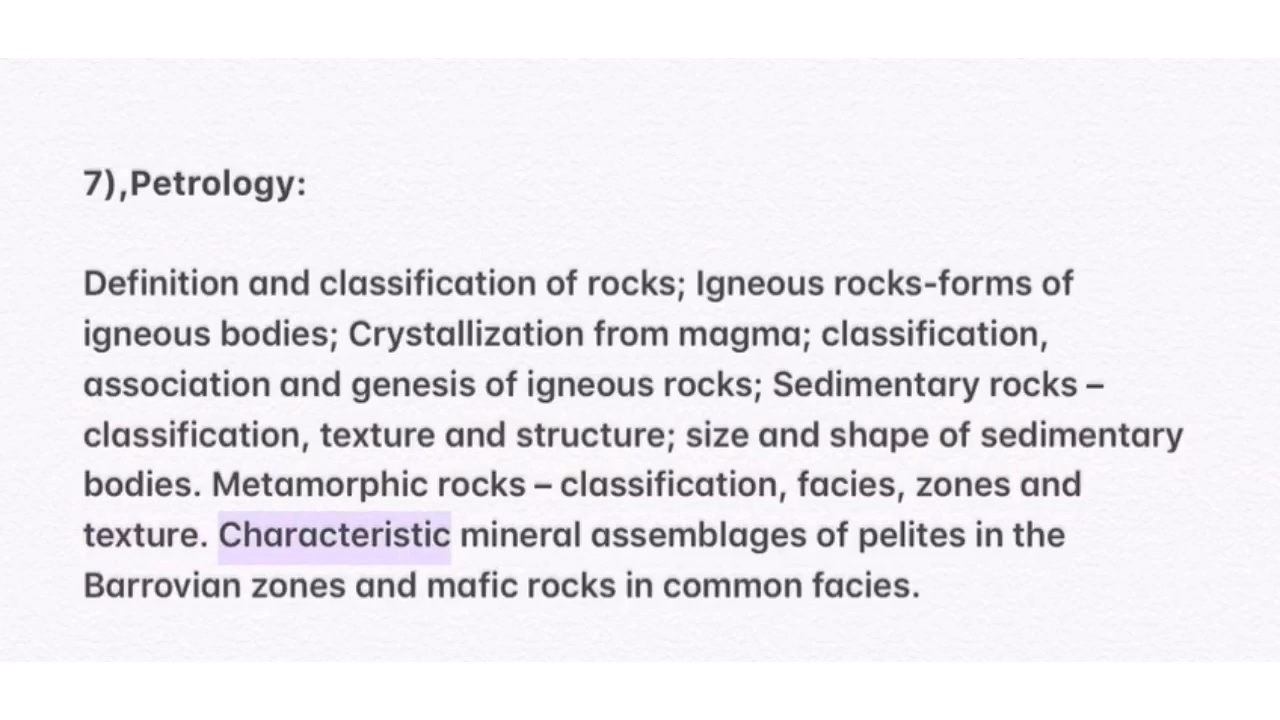 7),Petrology:
Definition and classification of rocks; Igneous rocks-forms of
igneous bodies; Crystallization from magma; classification,
association and genesis of igneous rocks; Sedimentary rocks –
classification, texture and structure; size and shape of sedimentary
bodies. Metamorphic rocks – classification, facies, zones and
texture. Characteristic mineral assemblages of pelites in the
Barrovian zones and mafic rocks in common facies.